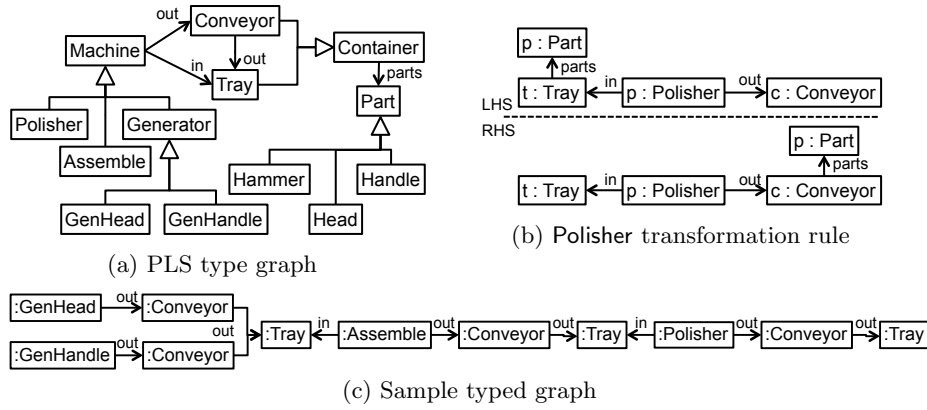 Machine
out
Conveyor
out
in
Tray
Container
parts
Part
Polisher
Generator
Assemble
GenHead
GenHandle
Hammer
Handle
Head
(a) PLS type graph
p : Part
parts
t : Tray
in
p : Polisher
out
c : Conveyor
LHS
RHS
p : Part
parts
t : Tray
in
p : Polisher
out
c : Conveyor
(b) Polisher transformation rule
:GenHead
out
:Conveyor
out
:GenHandle
out
:Conveyor
:Tray
in
:Assemble
out
:Conveyor
out
:Tray
in
:Polisher
out
:Conveyor
out
:Tray
(c) Sample typed graph